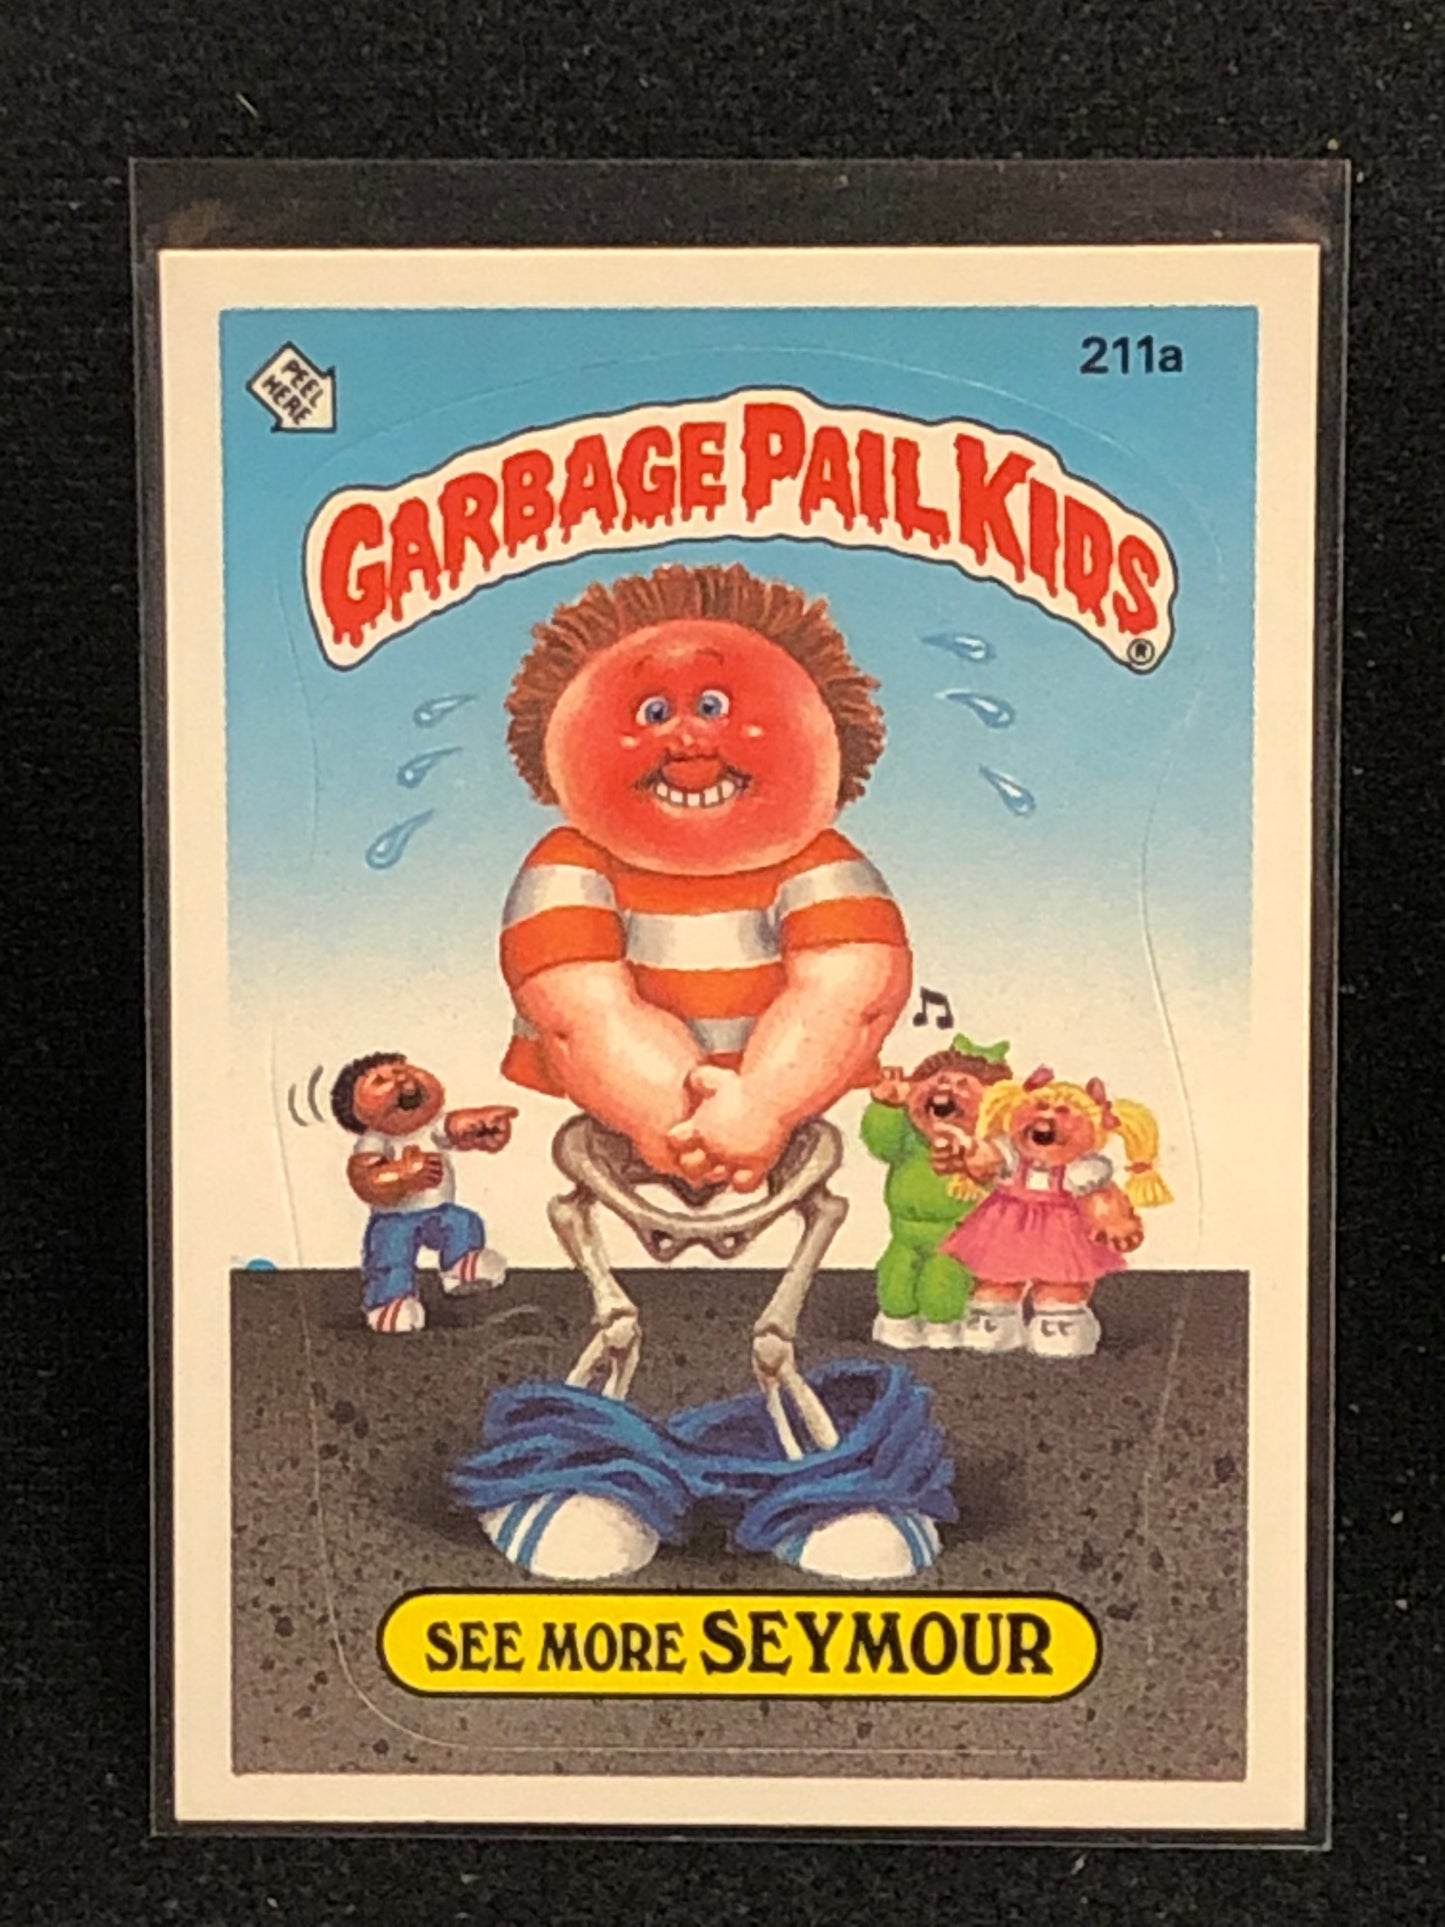 PEEL
HERE
211a
GARBAGE PAIL KIDS
®
SEE MORE SEYMOUR